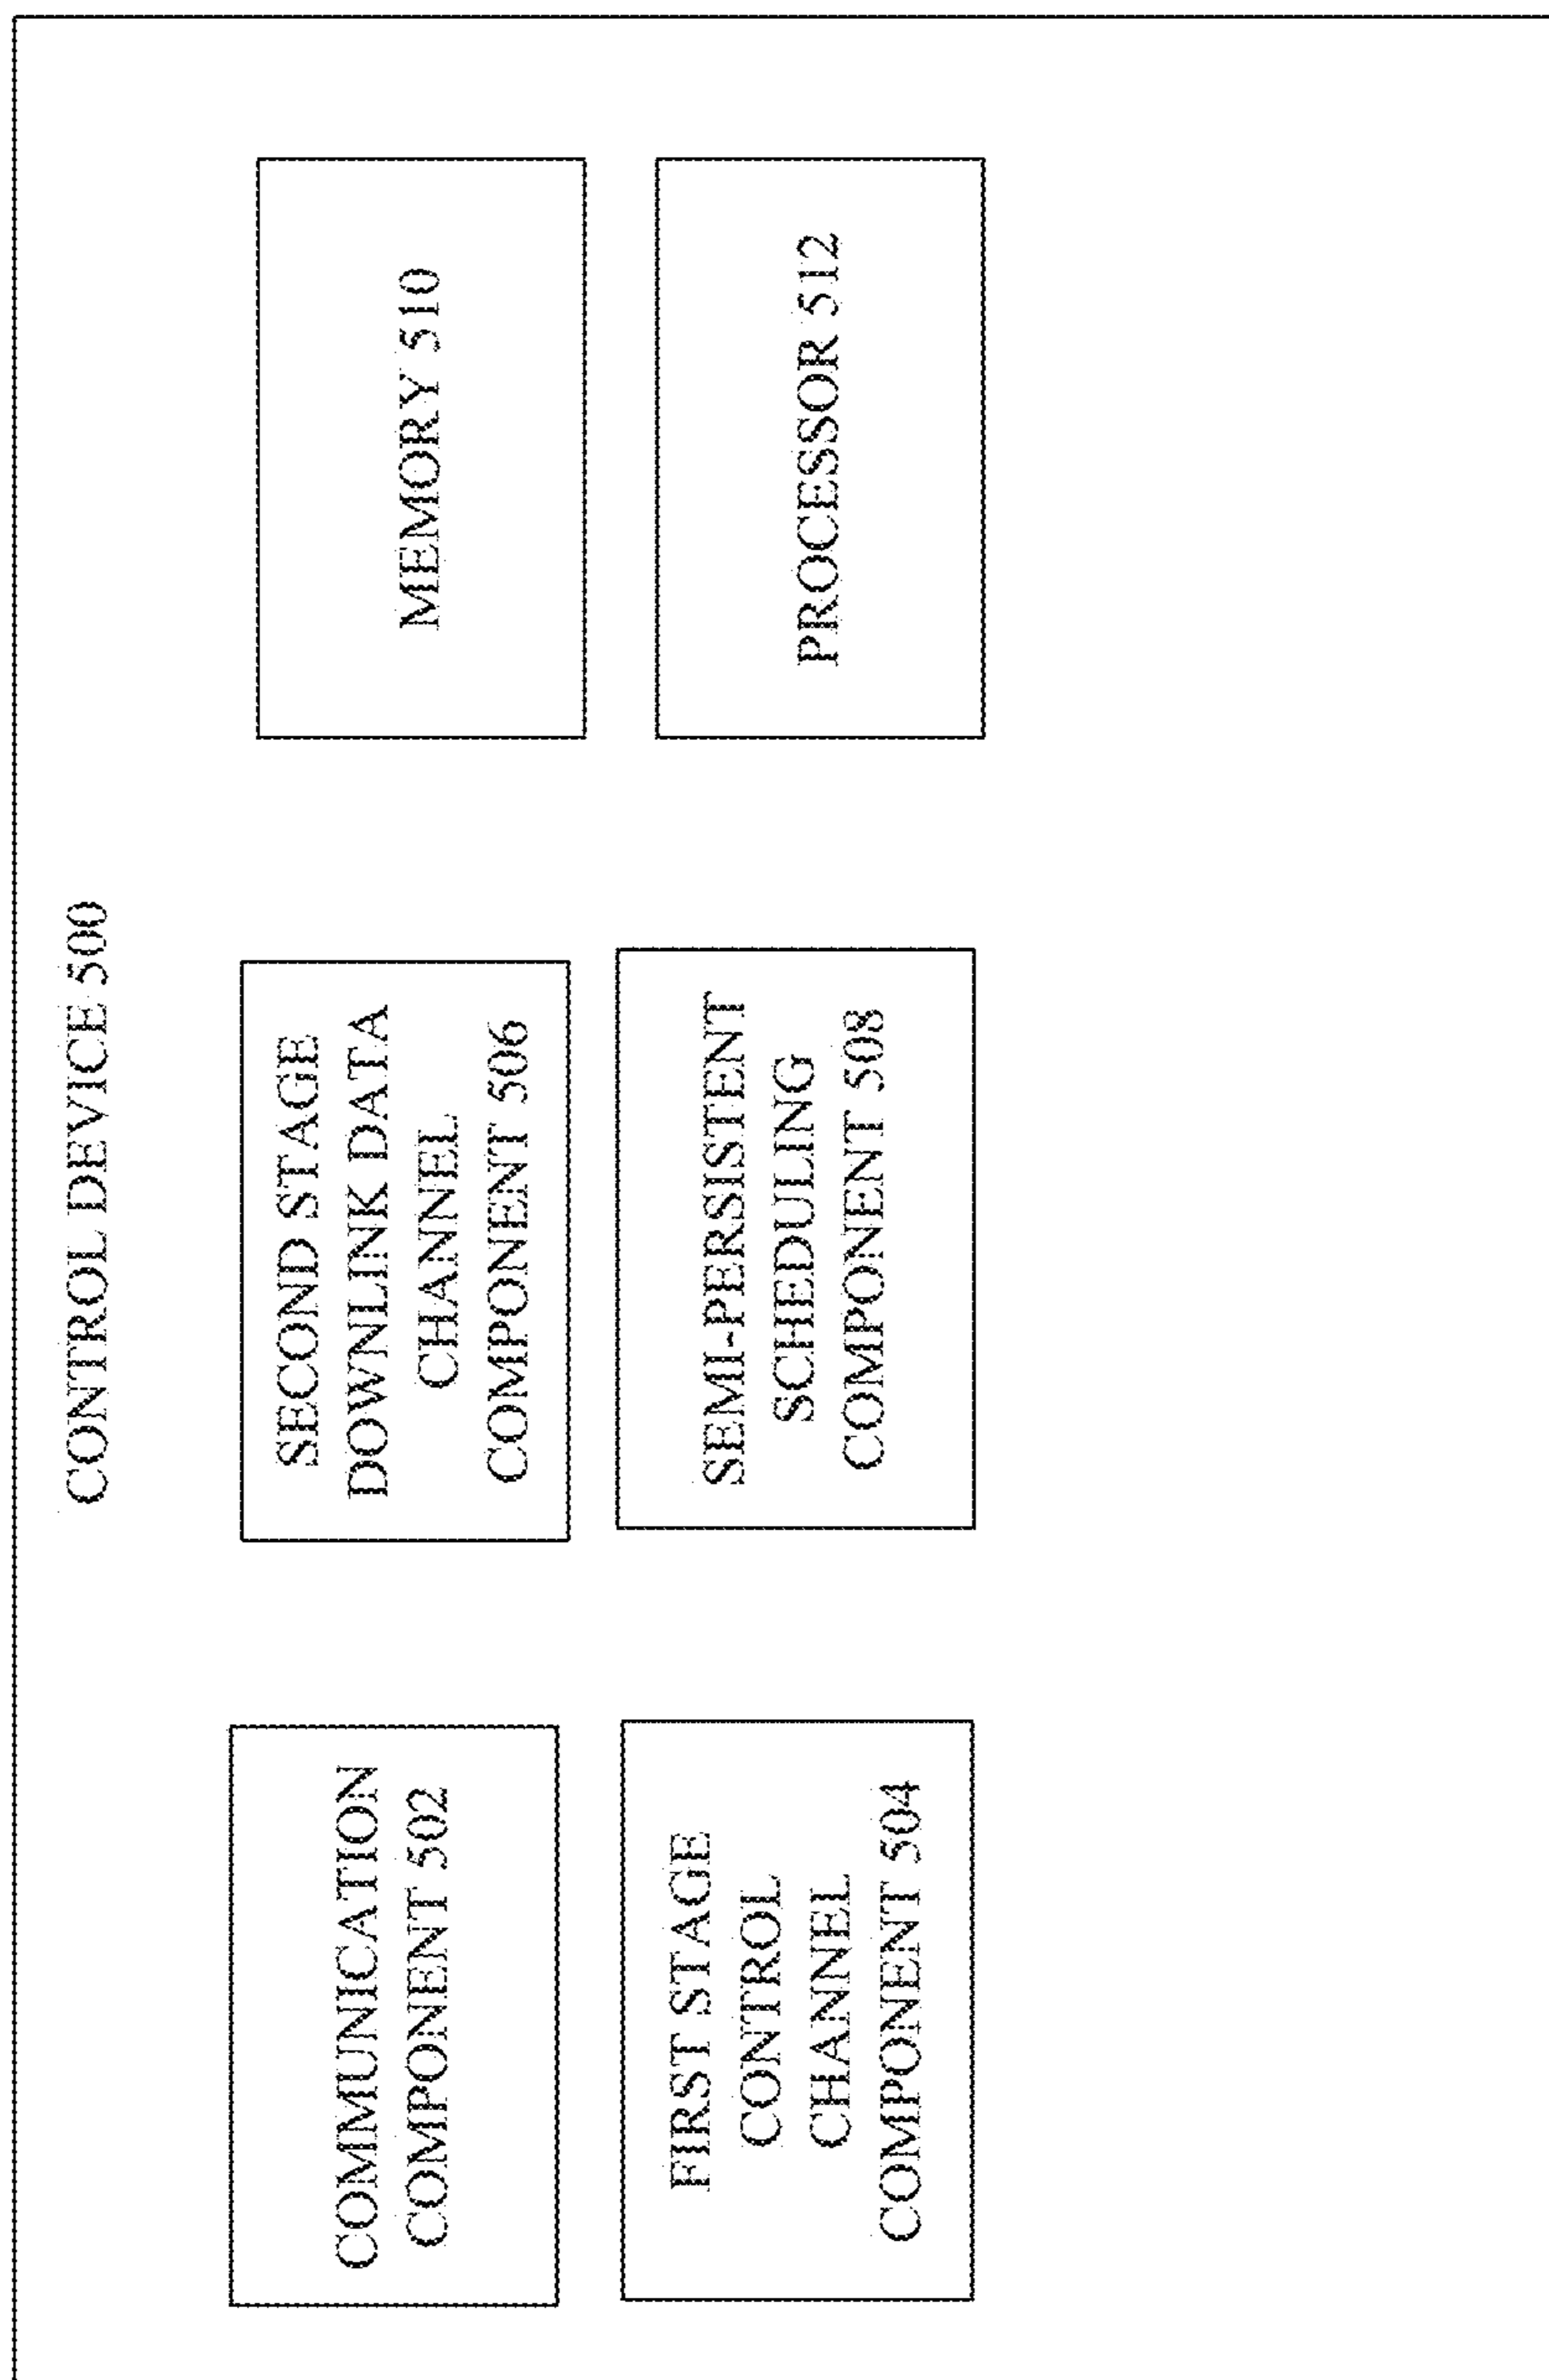 CONTROL DEVICE 500
COMMUNICATION
COMPONENT 502
FIRST STAGE
CONTROL
CHANNEL
COMPONENT 504
SECOND STAGE
DOWNLINK DATA
CHANNEL
COMPONENT 506
SEMI-PERSISTENT
SCHEDULING
COMPONENT 508
MEMORY 510
PROCESSOR 512